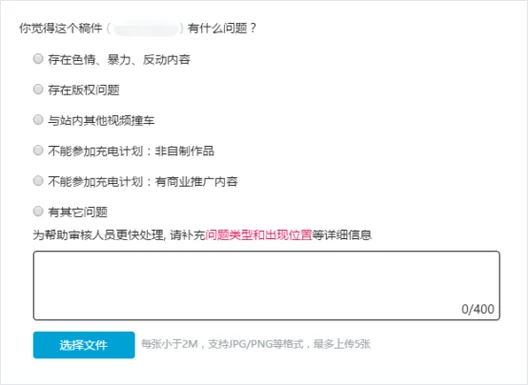 你觉得这个稿件 ( ) 有什么问题？
存在色情、暴力、反动内容
存在版权问题
与站内其他视频撞车
不能参加充电计划：非自制作品
不能参加充电计划：有商业推广内容
有其它问题
为帮助审核人员更快处理, 请补充问题类型和出现位置等详细信息
0/400
选择文件 每张小于2M，支持JPG/PNG等格式，最多上传5张